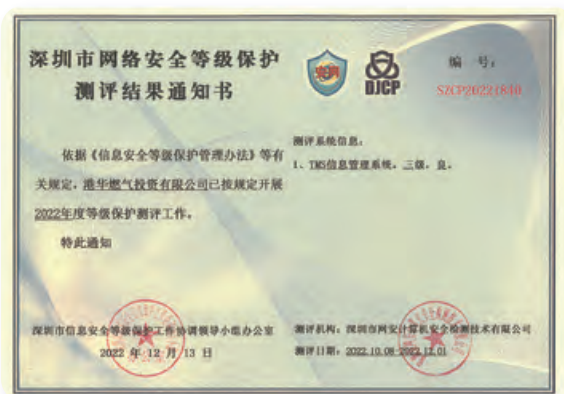 深圳市网络安全等级保护
测评结果通知书
依据《信息安全等级保护管理办法》等有
关规定,港华燃气投资有限公司已按规定开展
2022年度等级保护测评工作。
特此通知
深圳市信息安全等级保护工作协调领导小组办公室
2022 年 12 月 13 日
DJCP
编 号:
测评系统信息:
1、TMS信息管理系统,三级,良。
测评机构:深圳市网安计算机安全检测技术有限公司
测评日期:2022.10.08-2022.12.01